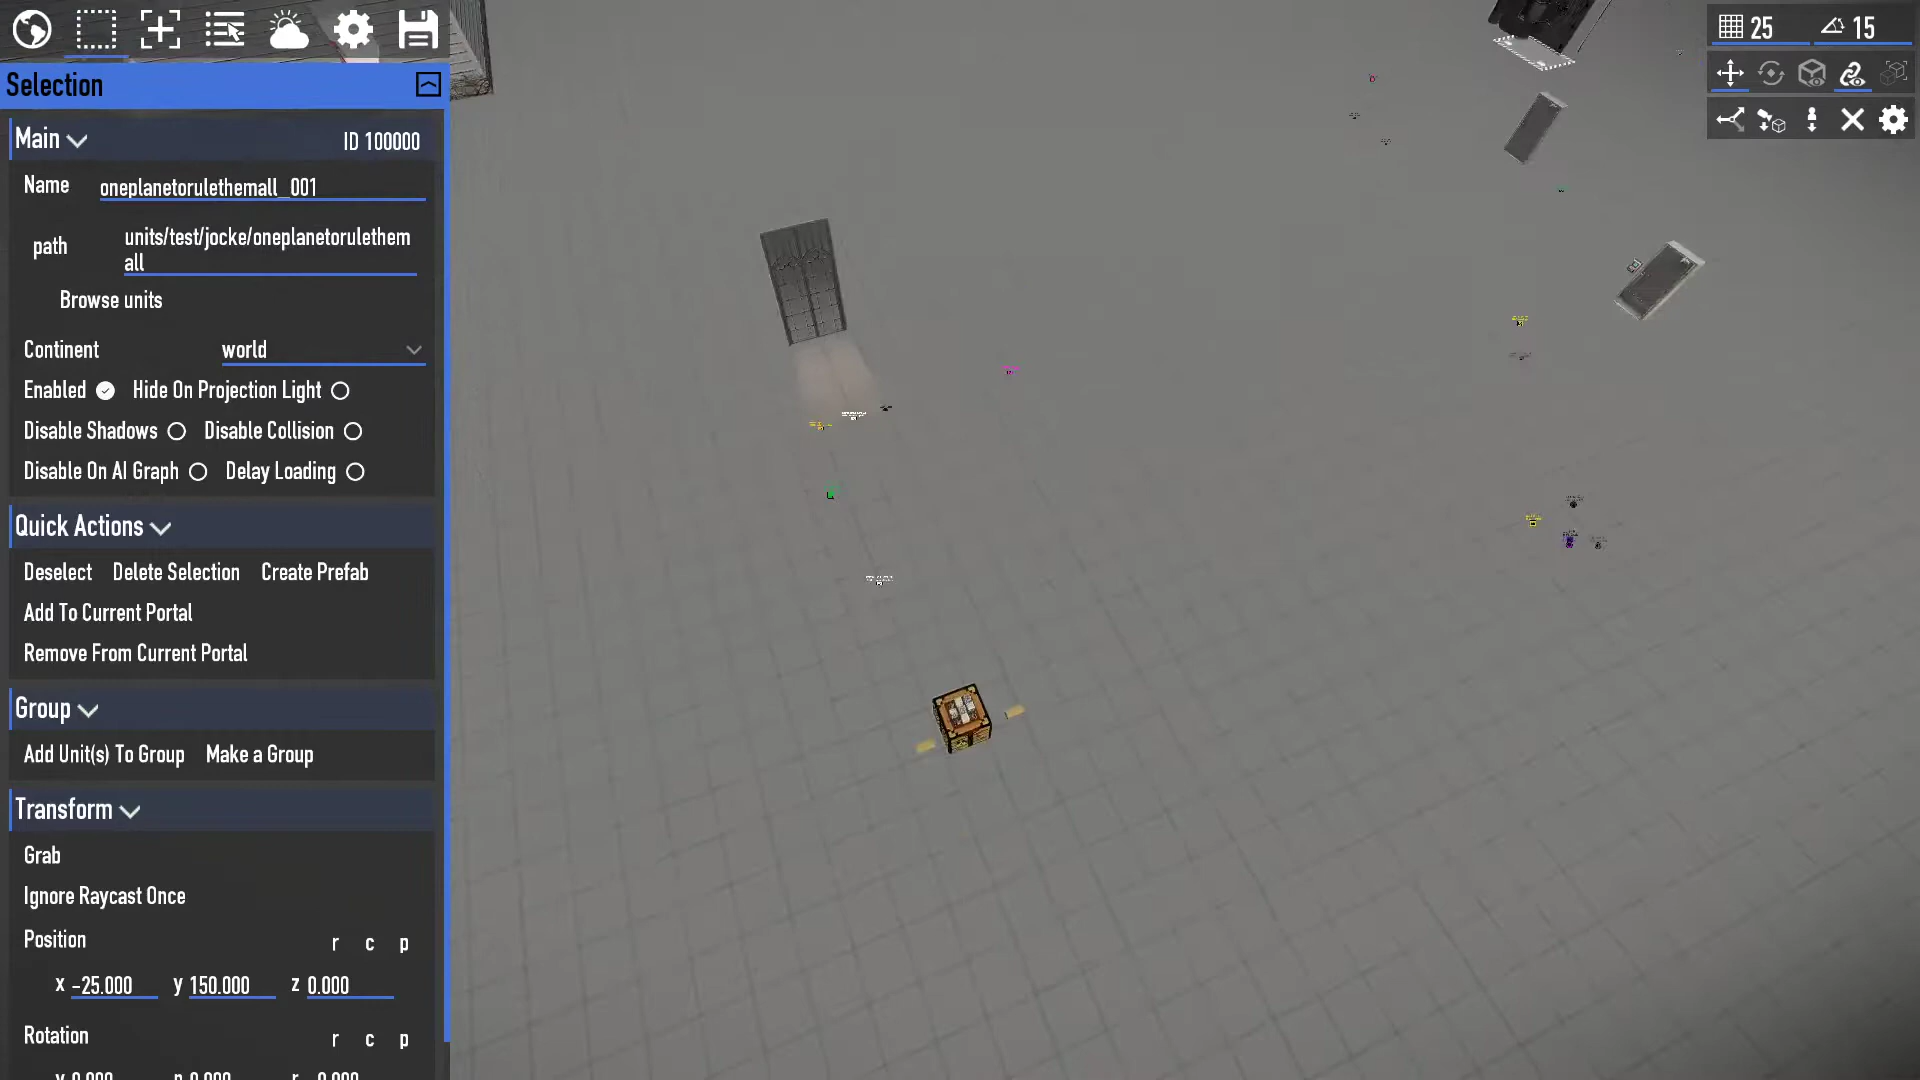 25
15
Selection
Main
ID 100000
Name
oneplanetorulethemall_001
path
units/test/jocke/oneplanetorulethem
all
Browse units
Continent
world
Enabled
Hide On Projection Light
Disable Shadows
Disable Collision
Disable On AI Graph
Delay Loading
Quick Actions
Deselect
Delete Selection
Create Prefab
Add To Current Portal
Remove From Current Portal
Group
Add Unit(s) To Group
Make a Group
Transform
Grab
Ignore Raycast Once
Position
r c p
x -25.000 y 150.000 z 0.000
Rotation
r c p